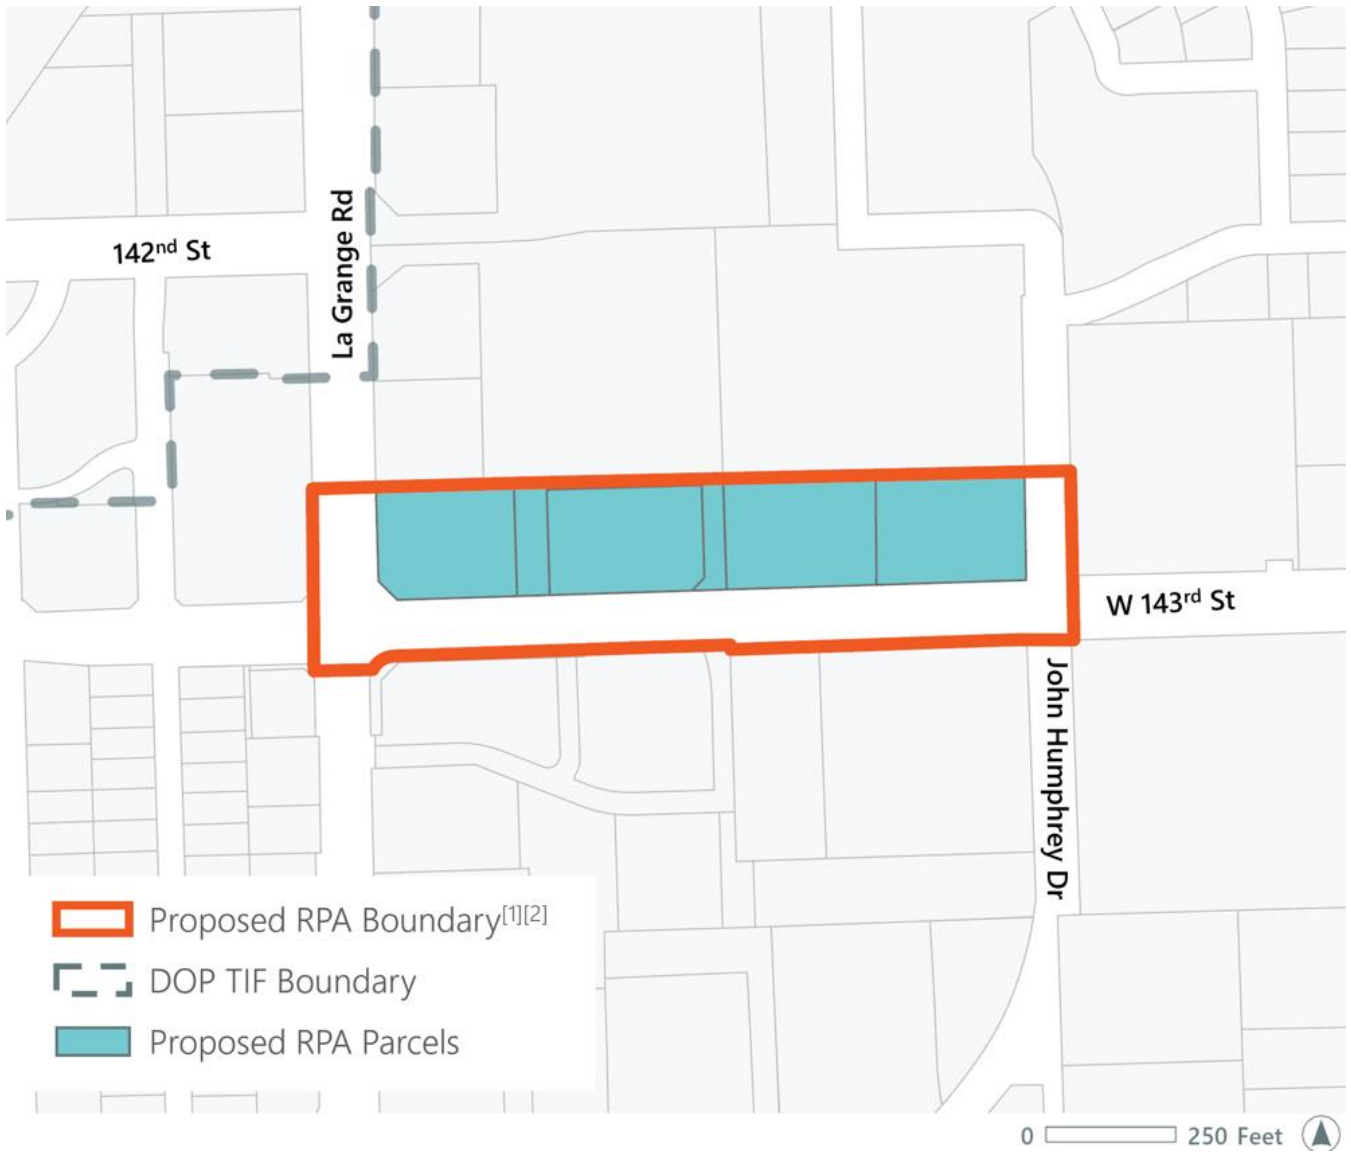 142nd St
La Grange Rd
W 143rd St
John Humphrey Dr
Proposed RPA Boundary[1][2]
DOP TIF Boundary
Proposed RPA Parcels
0 250 Feet